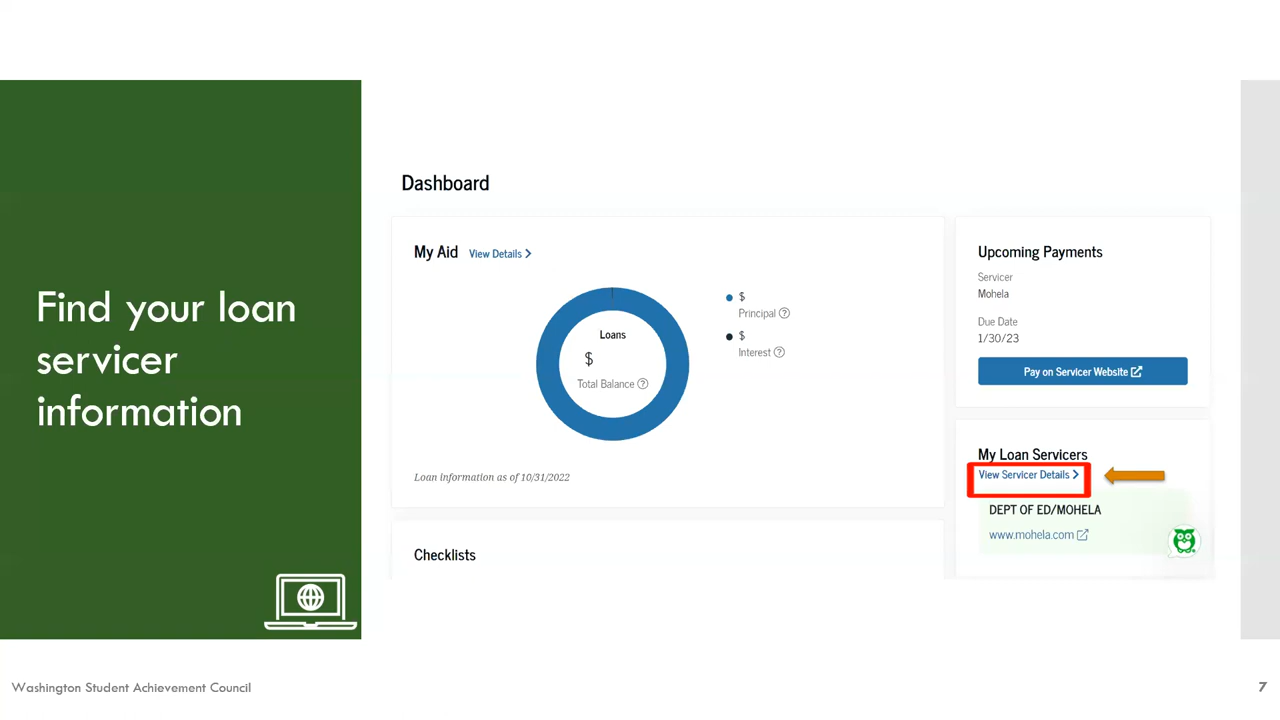 Find your loan
servicer
information
Dashboard
My Aid View Details >
Loans
$
Total Balance ?
$
Principal ?
$
Interest ?
Loan information as of 10/31/2022
Checklists
Upcoming Payments
Servicer
Mohela
Due Date
1/30/23
Pay on Servicer Website
My Loan Servicers
View Servicer Details >
DEPT OF ED/MOHELA
www.mohela.com
Washington Student Achievement Council
7